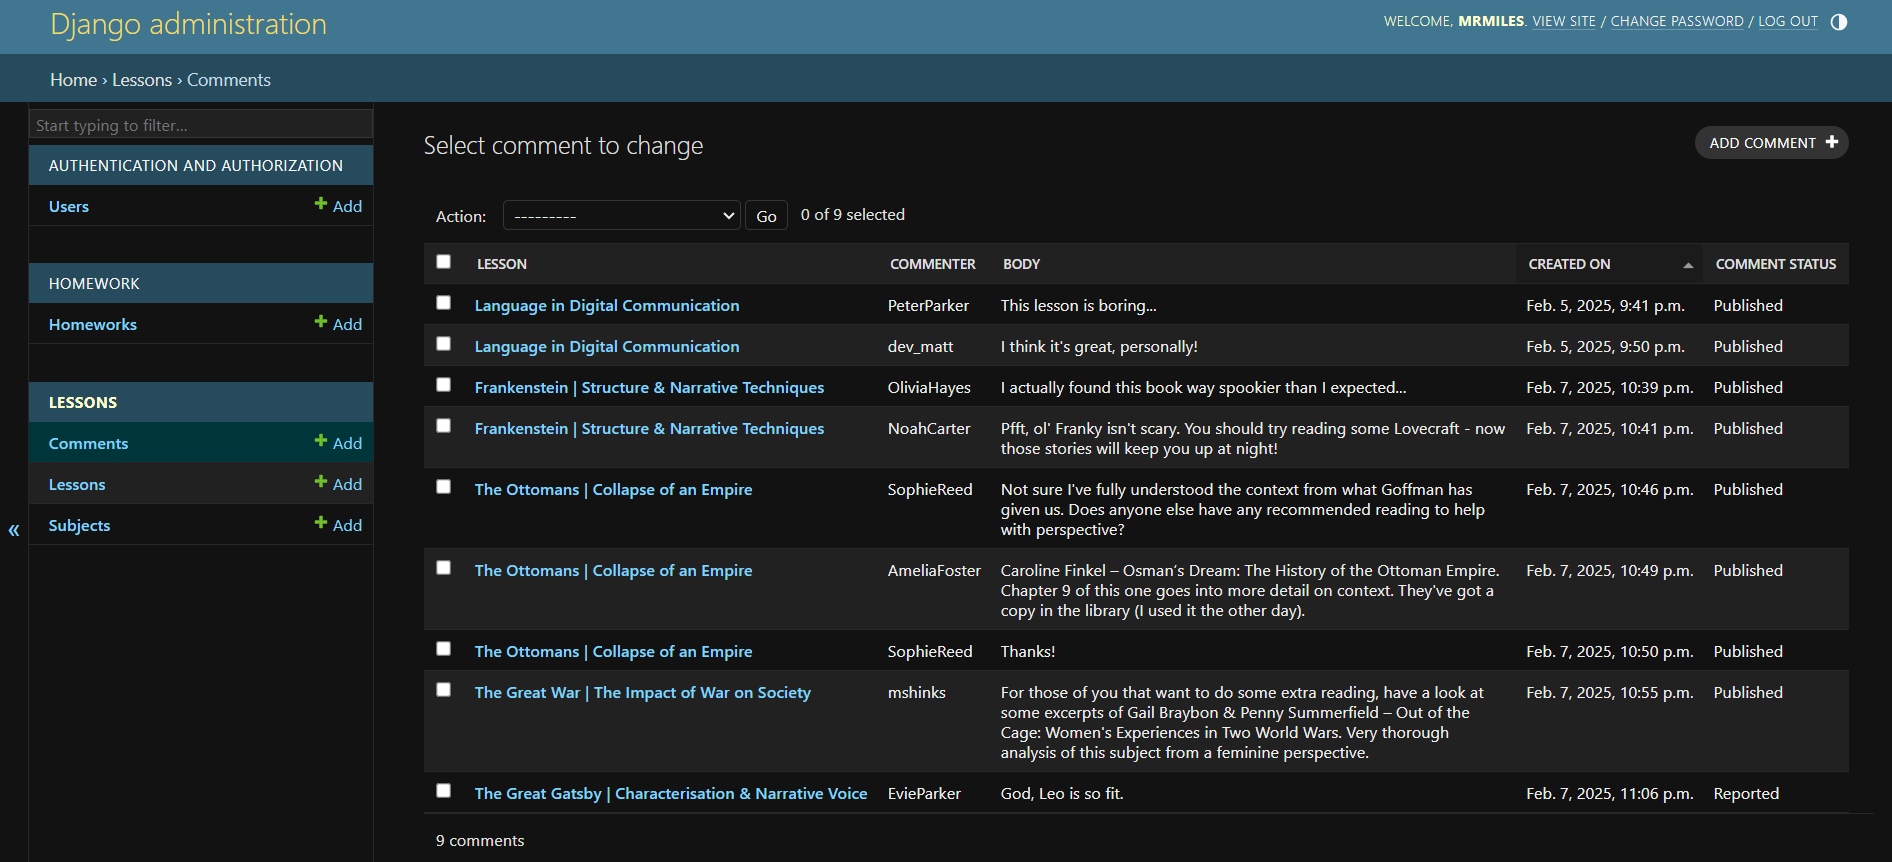 Django administration
WELCOME, MRMILES. VIEW SITE / CHANGE PASSWORD / LOG OUT
Home › Lessons › Comments
Start typing to filter...
AUTHENTICATION AND AUTHORIZATION
Users Add
HOMEWORK
Homeworks Add
LESSONS
Comments Add
Lessons Add
Subjects Add
«
Select comment to change
ADD COMMENT
Action: --------- Go 0 of 9 selected
LESSON COMMENTER BODY CREATED ON COMMENT STATUS
Language in Digital Communication PeterParker This lesson is boring... Feb. 5, 2025, 9:41 p.m. Published
Language in Digital Communication dev_matt I think it's great, personally! Feb. 5, 2025, 9:50 p.m. Published
Frankenstein | Structure & Narrative Techniques OliviaHayes I actually found this book way spookier than I expected... Feb. 7, 2025, 10:39 p.m. Published
Frankenstein | Structure & Narrative Techniques NoahCarter Pfft, ol' Franky isn't scary. You should try reading some Lovecraft - now Feb. 7, 2025, 10:41 p.m. Published
those stories will keep you up at night!
The Ottomans | Collapse of an Empire SophieReed Not sure I've fully understood the context from what Goffman has Feb. 7, 2025, 10:46 p.m. Published
given us. Does anyone else have any recommended reading to help
with perspective?
The Ottomans | Collapse of an Empire AmeliaFoster Caroline Finkel – Osman’s Dream: The History of the Ottoman Empire. Feb. 7, 2025, 10:49 p.m. Published
Chapter 9 of this one goes into more detail on context. They've got a
copy in the library (I used it the other day).
The Ottomans | Collapse of an Empire SophieReed Thanks! Feb. 7, 2025, 10:50 p.m. Published
The Great War | The Impact of War on Society mshinks For those of you that want to do some extra reading, have a look at Feb. 7, 2025, 10:55 p.m. Published
some excerpts of Gail Braybon & Penny Summerfield – Out of the
Cage: Women's Experiences in Two World Wars. Very thorough
analysis of this subject from a feminine perspective.
The Great Gatsby | Characterisation & Narrative Voice EvieParker God, Leo is so fit. Feb. 7, 2025, 11:06 p.m. Reported
9 comments